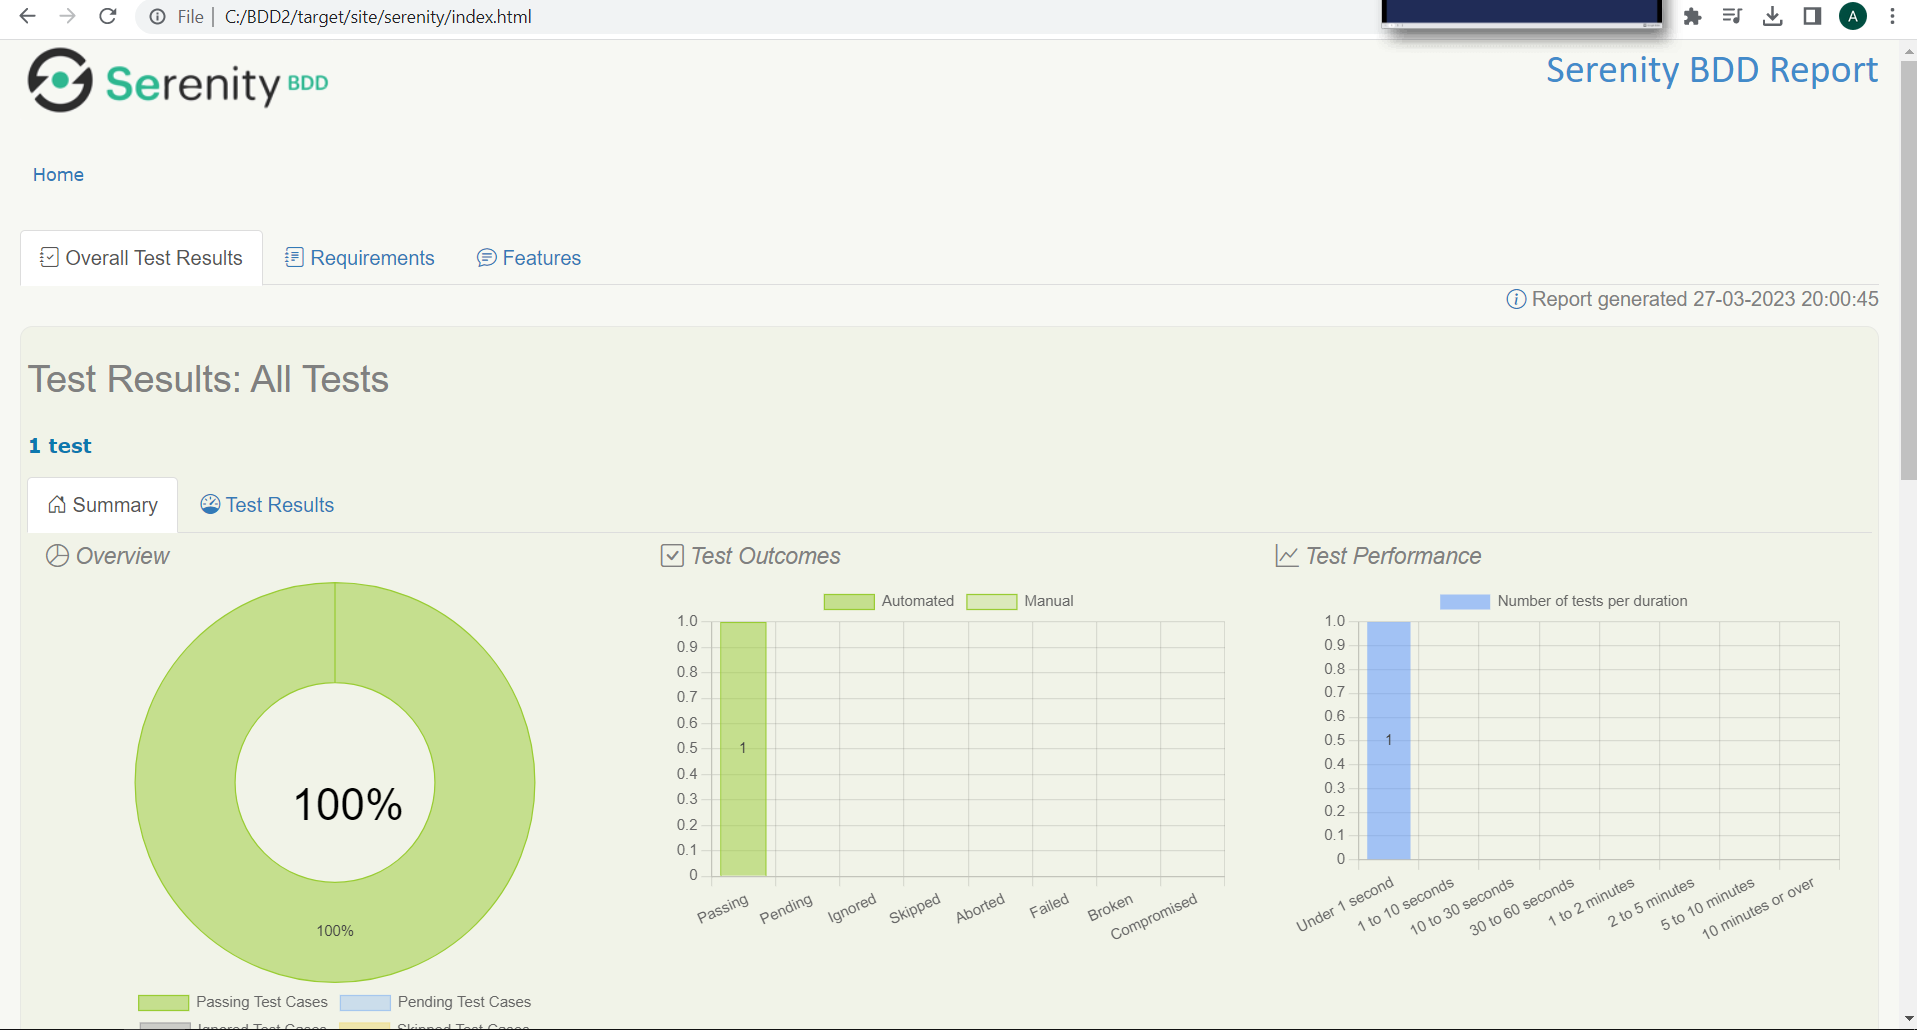 File | C:/BDD2/target/site/serenity/index.html
A
Serenity BDD
Serenity BDD Report
Home
Overall Test Results
Requirements
Features
Report generated 27-03-2023 20:00:45
Test Results: All Tests
1 test
Summary
Test Results
Overview
Test Outcomes
Test Performance
100%
100%
Passing Test Cases
Pending Test Cases
Ignored Test Cases
Skipped Test Cases
Automated
Manual
1.0
0.9
0.8
0.7
0.6
0.5
0.4
0.3
0.2
0.1
0
1
Passing
Pending
Ignored
Skipped
Aborted
Failed
Broken
Compromised
Number of tests per duration
1.0
0.9
0.8
0.7
0.6
0.5
0.4
0.3
0.2
0.1
0
1
Under 1 second
1 to 10 seconds
10 to 30 seconds
30 to 60 seconds
1 to 2 minutes
2 to 5 minutes
5 to 10 minutes
10 minutes or over